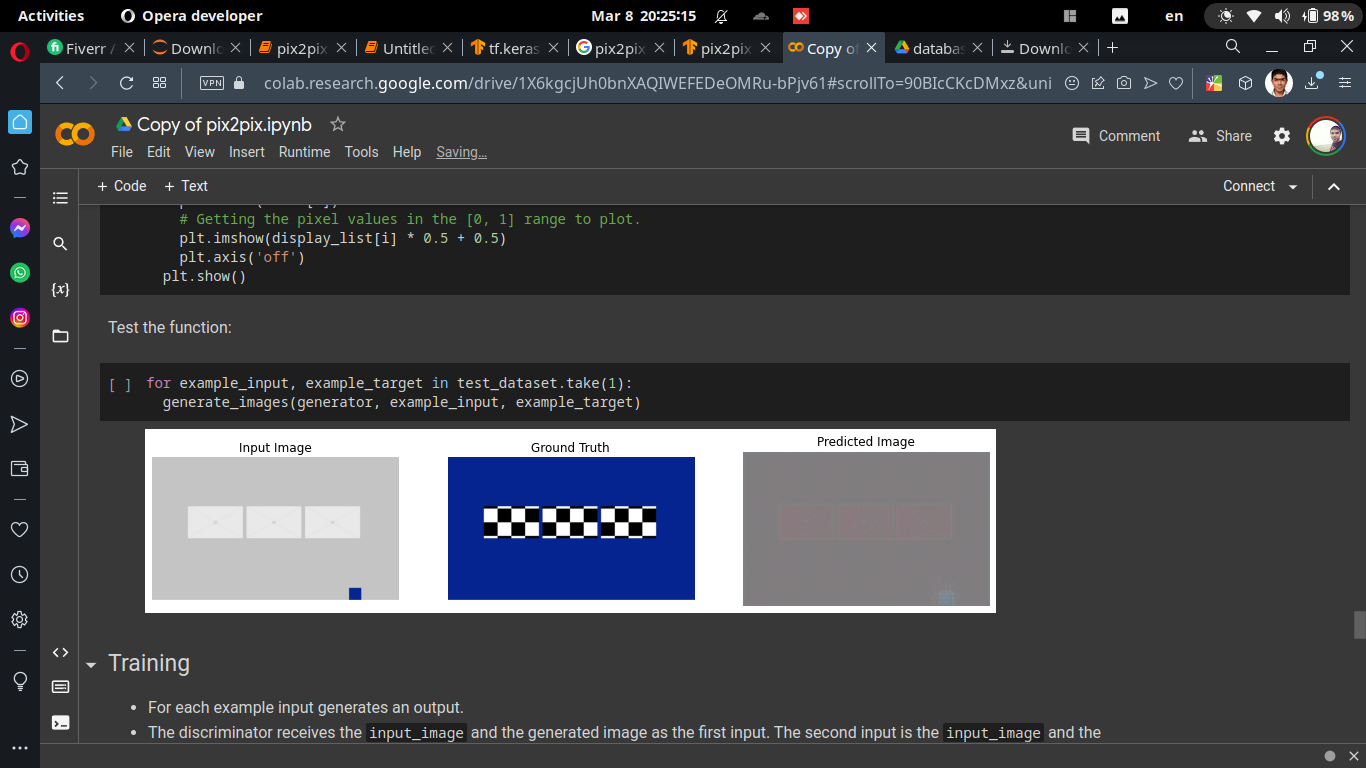 Activities
Opera developer
Mar 8 20:25:15
en
98%
Fiverr /
Downlo
pix2pix
Untitled
tf.keras
pix2pix
pix2pix
Copy of
databas
Downlo
VPN
colab.research.google.com/drive/1X6kgcjUh0bnXAQIWEFEDeOMRu-bPjv61#scrollTo=90BIcCKcDMxz&uni
Copy of pix2pix.ipynb
File Edit View Insert Runtime Tools Help Saving...
Comment
Share
+ Code + Text
Connect
# Getting the pixel values in the [0, 1] range to plot.
plt.imshow(display_list[i] * 0.5 + 0.5)
plt.axis('off')
plt.show()
Test the function:
[ ] for example_input, example_target in test_dataset.take(1):
generate_images(generator, example_input, example_target)
Input Image
Ground Truth
Predicted Image
Training
• For each example input generates an output.
• The discriminator receives the input_image and the generated image as the first input. The second input is the input_image and the